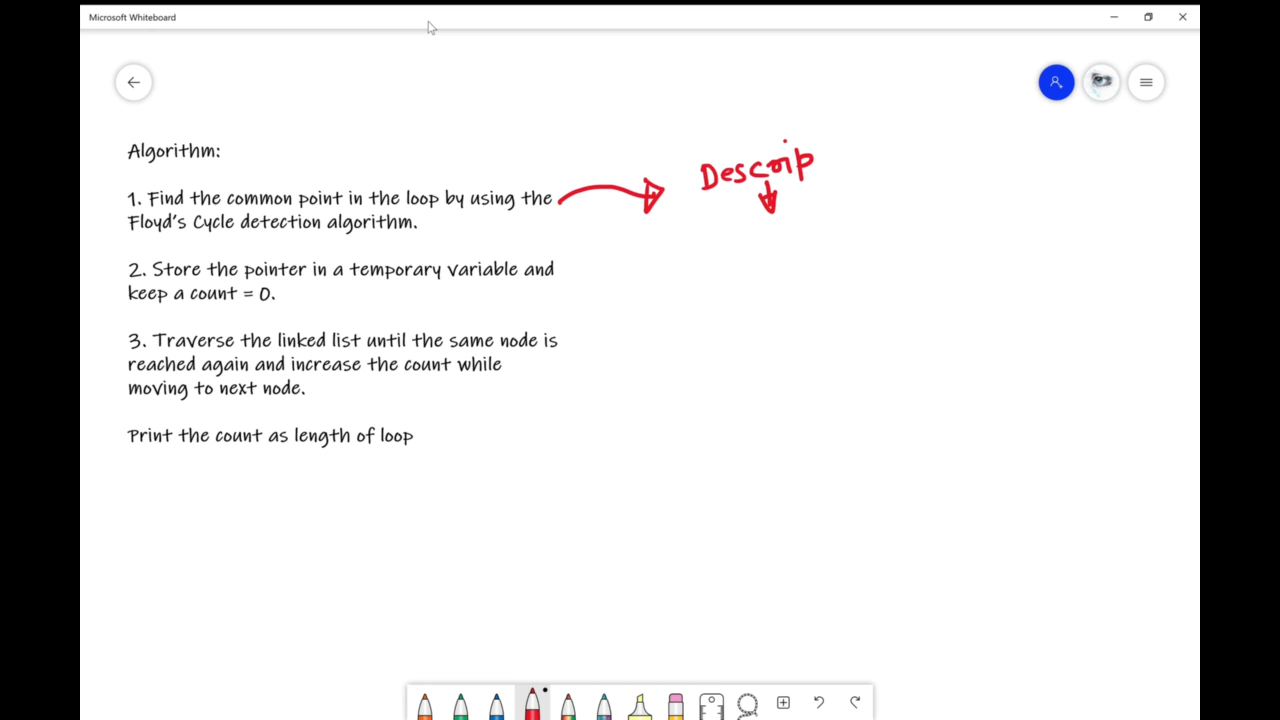 Microsoft Whiteboard
Algorithm:
1. Find the common point in the loop by using the
Floyd's Cycle detection algorithm.
2. Store the pointer in a temporary variable and
keep a count = 0.
3. Traverse the linked list until the same node is
reached again and increase the count while
moving to next node.
Print the count as length of loop
Descrip